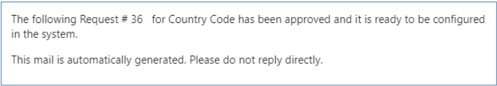 The following Request # 36 for Country Code has been approved and it is ready to be configured
in the system.
This mail is automatically generated. Please do not reply directly.